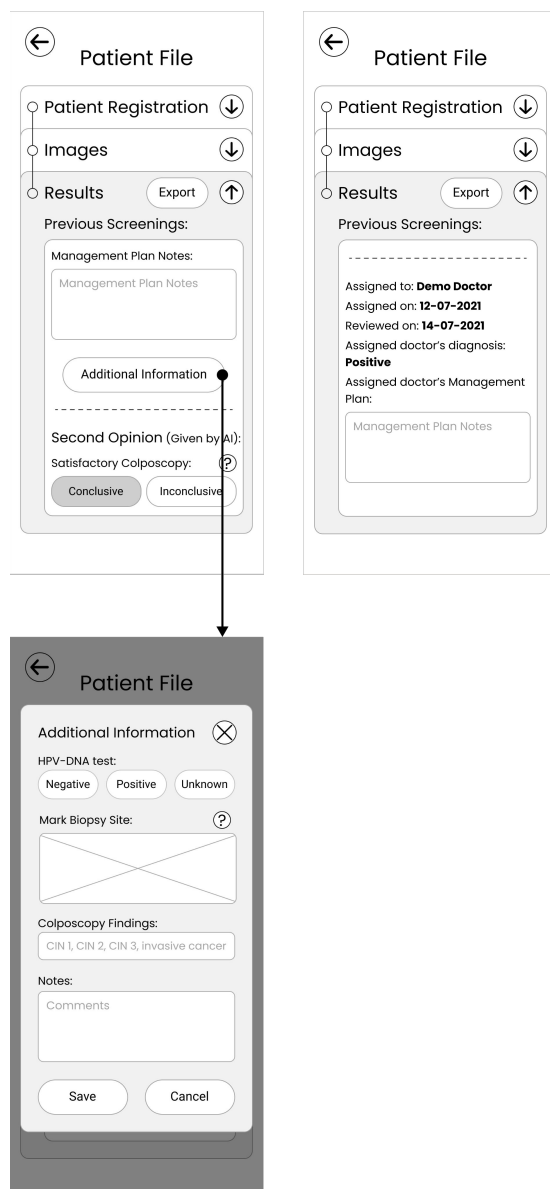 Patient File
Patient Registration
Images
Results
Export
Previous Screenings:
Management Plan Notes:
Management Plan Notes
Additional Information
Second Opinion (Given by AI):
Satisfactory Colposcopy:
?
Conclusive
Inconclusive
Patient File
Patient Registration
Images
Results
Export
Previous Screenings:
Assigned to: Demo Doctor
Assigned on: 12-07-2021
Reviewed on: 14-07-2021
Assigned doctor's diagnosis:
Positive
Assigned doctor's Management
Plan:
Management Plan Notes
Patient File
Additional Information
HPV-DNA test:
Negative
Positive
Unknown
Mark Biopsy Site:
?
Colposcopy Findings:
CIN 1, CIN 2, CIN 3, invasive cancer
Notes:
Comments
Save
Cancel